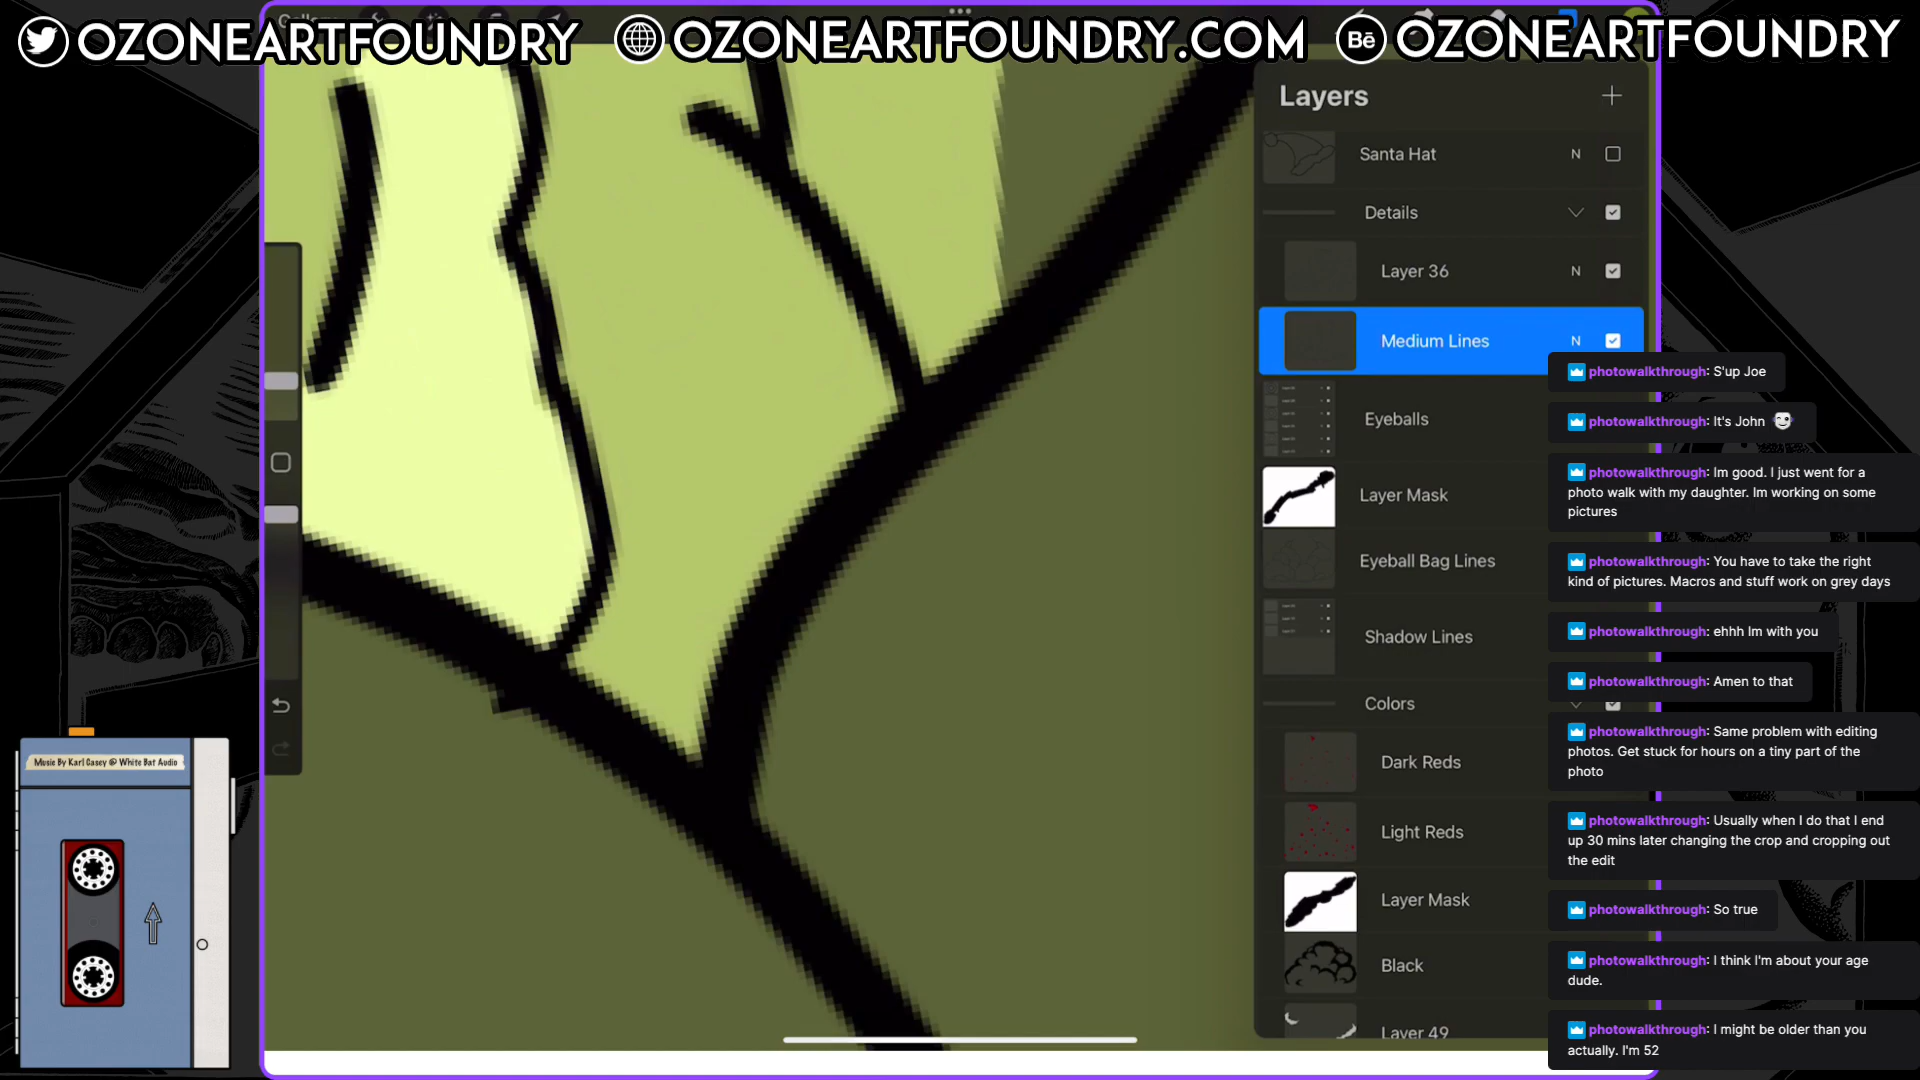 OZONEARTFOUNDRY
OZONEARTFOUNDRY.COM
Bē OZONEARTFOUNDRY
Layers
Santa Hat N
Details
Layer 36 N
Medium Lines N
Eyeballs
Layer Mask
Eyeball Bag Lines
Shadow Lines
Colors
Dark Reds
Light Reds
Layer Mask
Black
Layer 49
photowalkthrough: S'up Joe
photowalkthrough: It's John
photowalkthrough: Im good. I just went for a
photo walk with my daughter. Im working on some
pictures
photowalkthrough: You have to take the right
kind of pictures. Macros and stuff work on grey days
photowalkthrough: ehhh Im with you
photowalkthrough: Amen to that
photowalkthrough: Same problem with editing
photos. Get stuck for hours on a tiny part of the
photo
photowalkthrough: Usually when I do that I end
up 30 mins later changing the crop and cropping out
the edit
photowalkthrough: So true
photowalkthrough: I think I'm about your age
dude.
photowalkthrough: I might be older than you
actually. I'm 52
Music By Karl Casey @ White Bat Audio